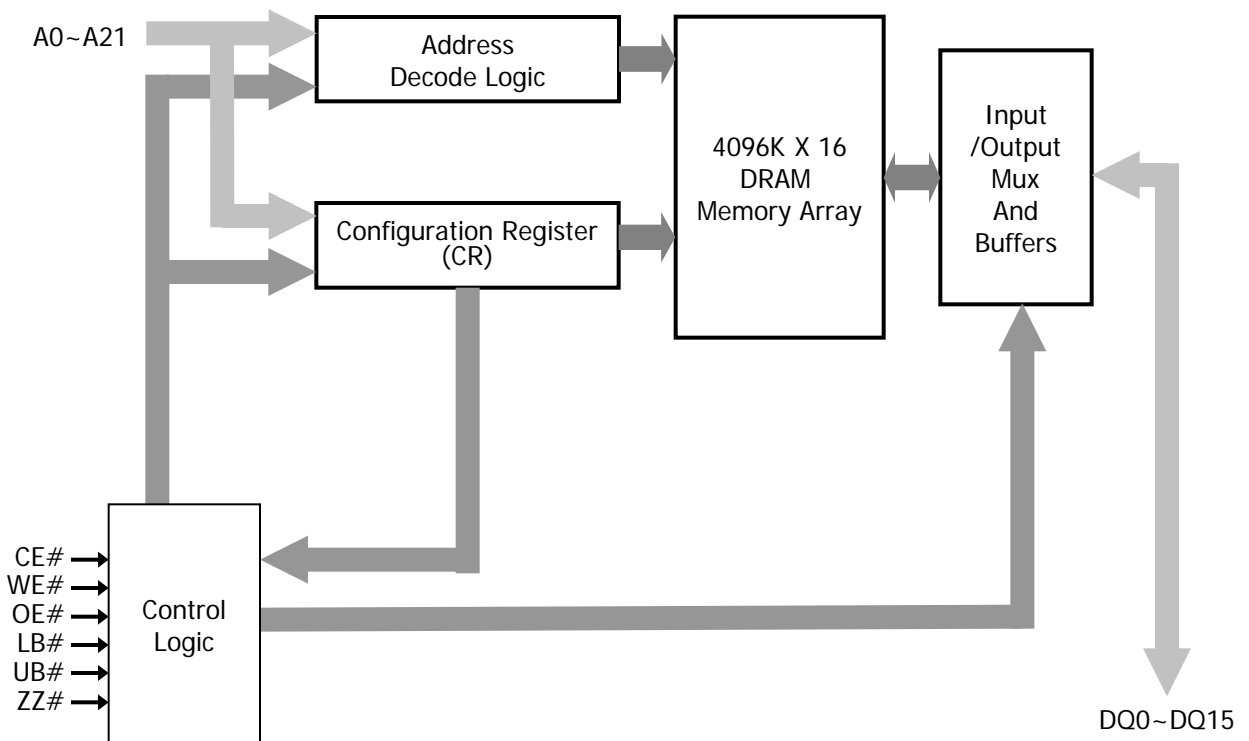 A0~A21
Address
Decode Logic
4096K X 16
DRAM
Memory Array
Input
/Output
Mux
And
Buffers
Configuration Register
(CR)
CE#
WE#
OE#
LB#
UB#
ZZ#
Control
Logic
DQ0~DQ15